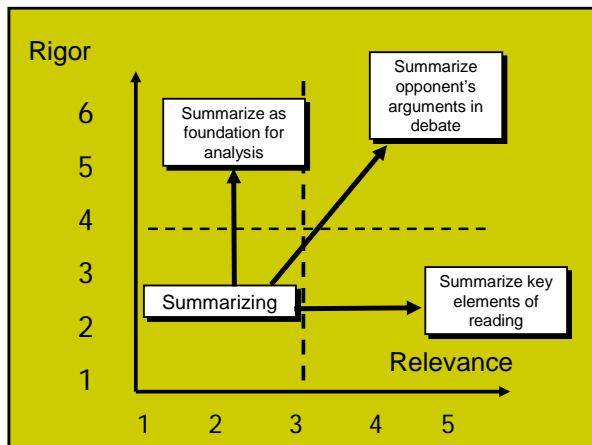 Rigor
6
5
4
3
2
1
Summarize as
foundation for
analysis
Summarize
opponent's
arguments in
debate
Summarizing
Summarize key
elements of
reading
Relevance
1 2 3 4 5